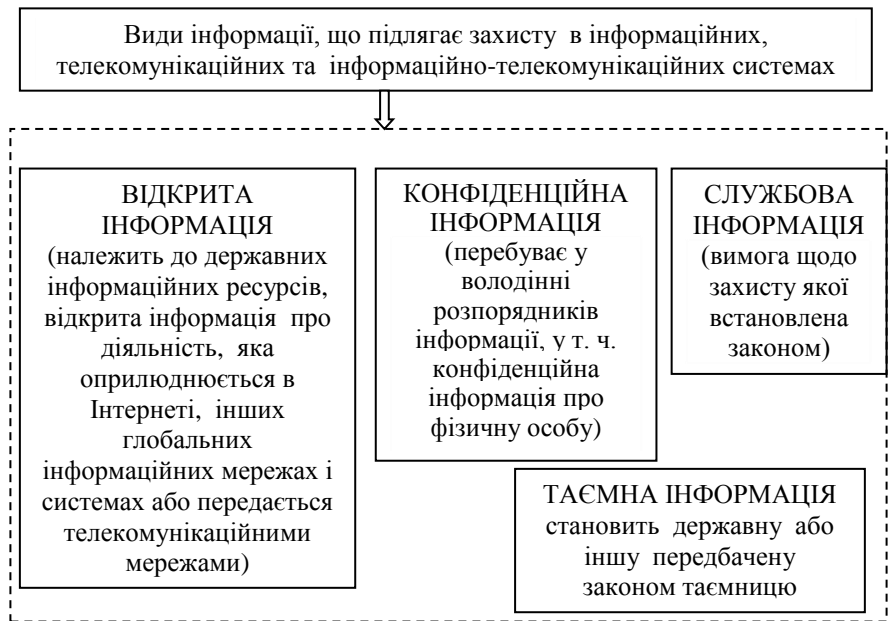 Види інформації, що підлягає захисту в інформаційних,
телекомунікаційних та інформаційно-телекомунікаційних системах
ВІДКРИТА
ІНФОРМАЦІЯ
(належить до державних
інформаційних ресурсів,
відкрита інформація про
діяльність, яка
оприлюднюється в
Інтернеті, інших
глобальних
інформаційних мережах і
системах або передається
телекомунікаційними
мережами)
КОНФІДЕНЦІЙНА
ІНФОРМАЦІЯ
(перебуває у
володінні
розпорядників
інформації, у т. ч.
конфіденційна
інформація про
фізичну особу)
СЛУЖБОВА
ІНФОРМАЦІЯ
(вимога щодо
захисту якої
встановлена
законом)
ТАЄМНА ІНФОРМАЦІЯ
становить державну або
іншу передбачену
законом таємницю